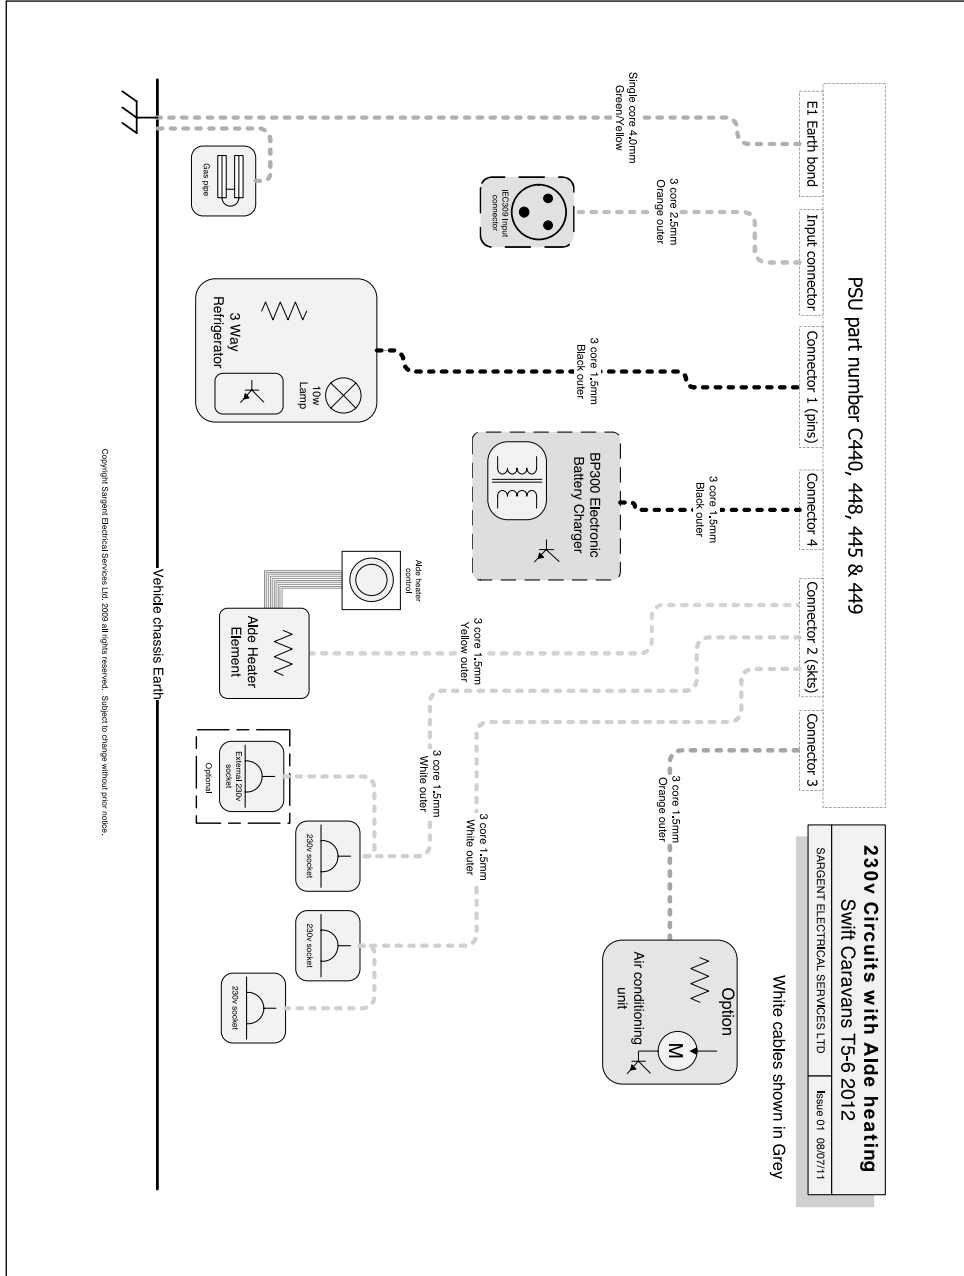 230v Circuits with Alde heating
Swift Caravans T5-6 2012
SARGENT ELECTRICAL SERVICES LTD
Issue 01 08/07/11
White cables shown in Grey
PSU part number C440, 448, 445 & 449
E1 Earth bond
Input connector
Connector 1 (pins)
Connector 4
Connector 2 (skts)
Connector 3
Single core 4.0mm
Green/Yellow
3 core 2.5mm
Orange outer
3 core 1.5mm
Black outer
3 core 1.5mm
Black outer
3 core 1.5mm
Yellow outer
3 core 1.5mm
White outer
3 core 1.5mm
White outer
3 core 1.5mm
Orange outer
IEC309 Input
connector
Gas pipe
3 Way
Refrigerator
10w
Lamp
BP300 Electronic
Battery Charger
Alde heater
control
Alde Heater
Element
External 230v
socket
Optional
230v socket
230v socket
230v socket
Option
M
Air conditioning
unit
Vehicle chassis Earth
Copyright Sargent Electrical Services Ltd. 2009 all rights reserved. Subject to change without prior notice.